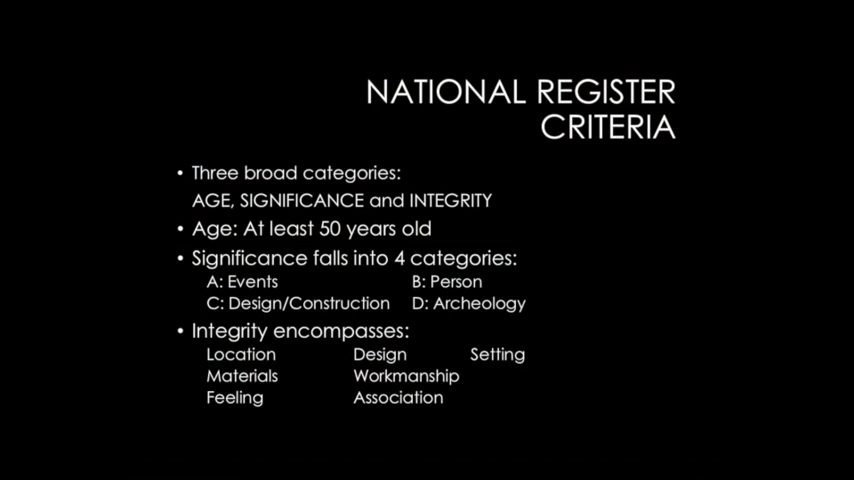 NATIONAL REGISTER
CRITERIA
• Three broad categories:
AGE, SIGNIFICANCE and INTEGRITY
• Age: At least 50 years old
• Significance falls into 4 categories:
A: Events B: Person
C: Design/Construction D: Archeology
• Integrity encompasses:
Location Design Setting
Materials Workmanship
Feeling Association